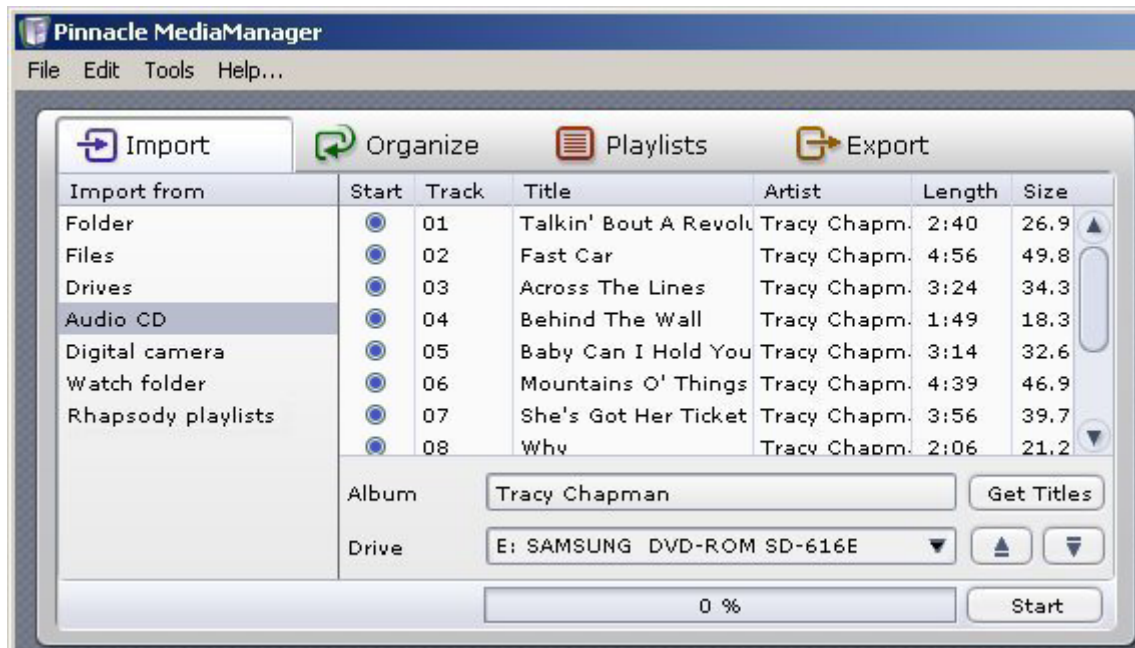 Pinnacle MediaManager
File Edit Tools Help...
Import Organize Playlists Export
Import from Start Track Title Artist Length Size
Folder 01 Talkin' Bout A Revolu Tracy Chapm. 2:40 26.9
Files 02 Fast Car Tracy Chapm. 4:56 49.8
Drives 03 Across The Lines Tracy Chapm. 3:24 34.3
Audio CD 04 Behind The Wall Tracy Chapm. 1:49 18.3
Digital camera 05 Baby Can I Hold You Tracy Chapm. 3:14 32.6
Watch folder 06 Mountains O' Things Tracy Chapm. 4:39 46.9
Rhapsody playlists 07 She's Got Her Ticket Tracy Chapm. 3:56 39.7
08 Why Tracy Chapm. 2:06 21.2
Album Tracy Chapman Get Titles
Drive E: SAMSUNG DVD-ROM SD-616E
0 % Start